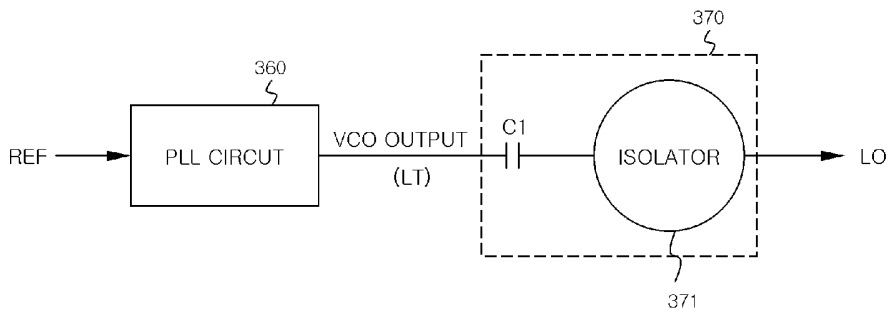 370
360
REF
PLL CIRCUT
VCO OUTPUT
(LT)
C1
ISOLATOR
LO
371